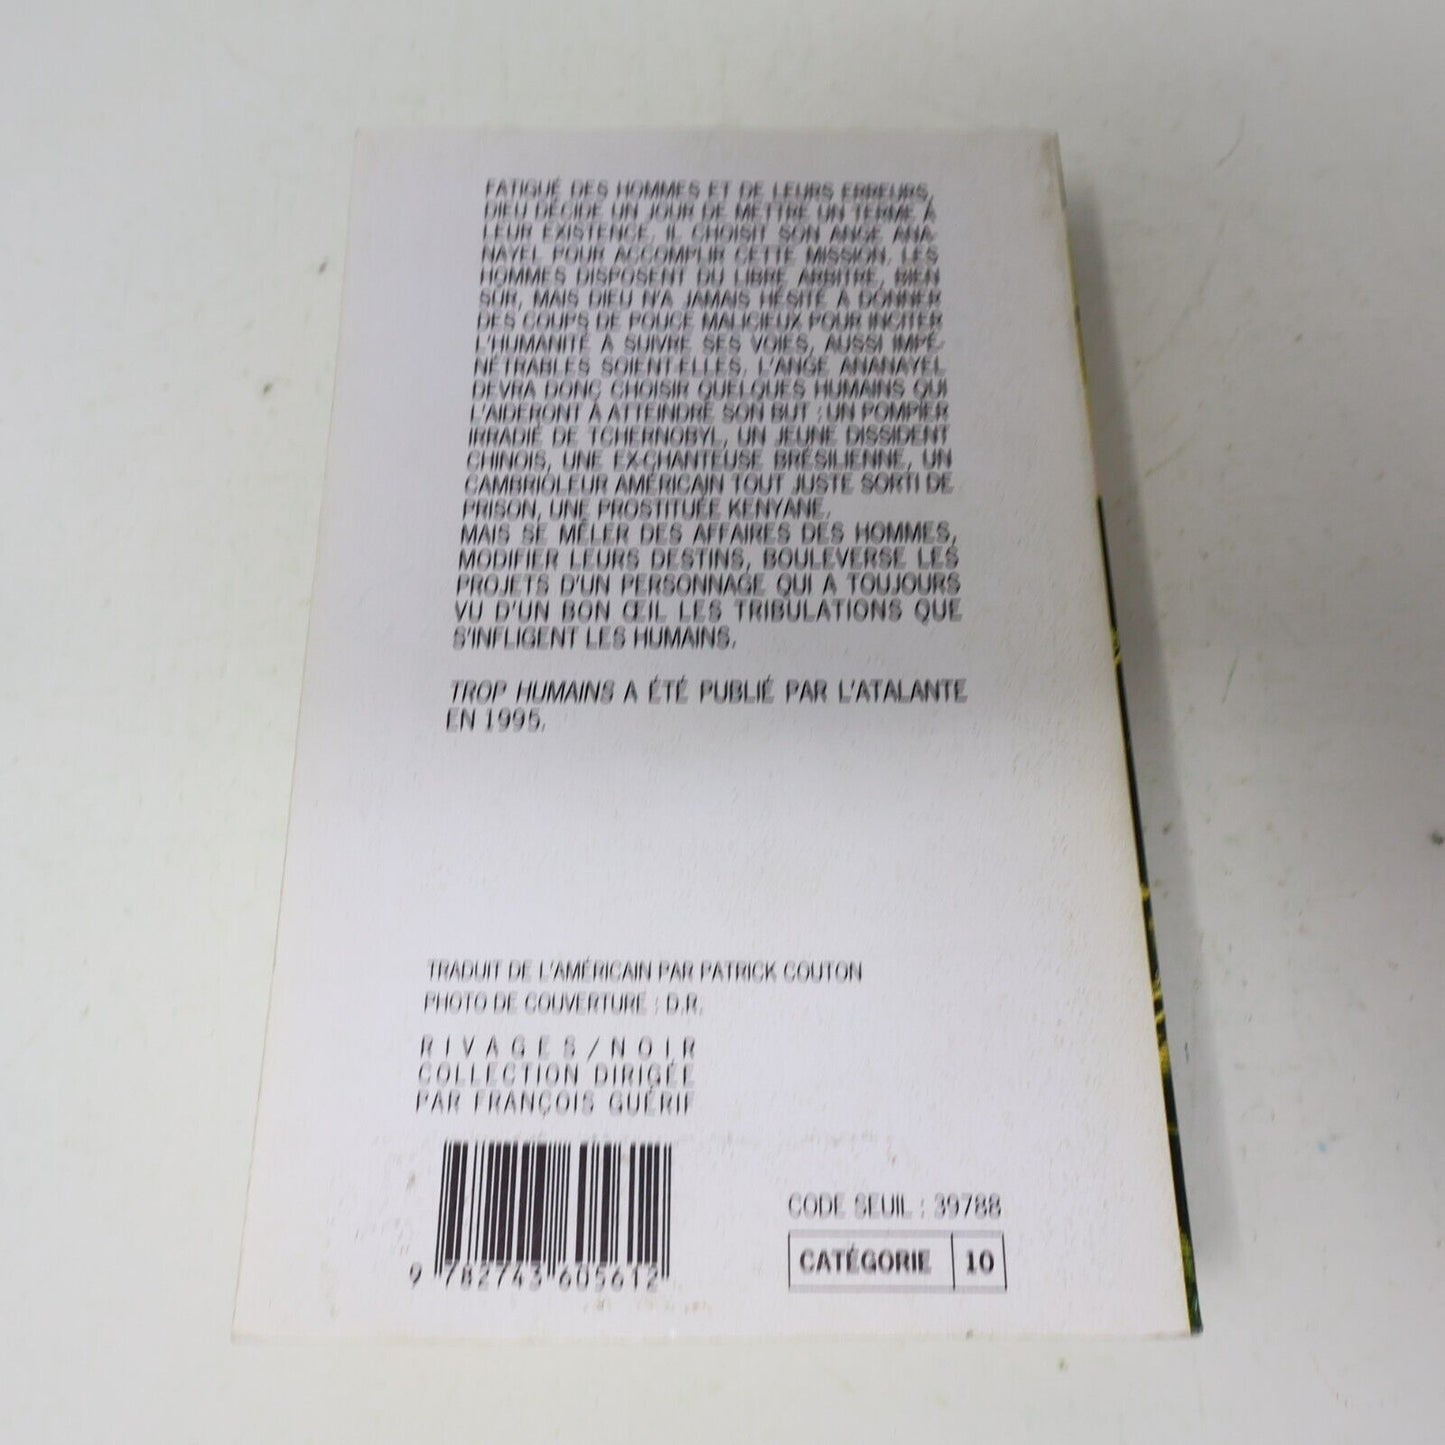 FATIGUÉ DES HOMMES ET DE LEURS ERREURS,
DIEU DÉCIDE UN JOUR DE METTRE UN TERME À
LEUR EXISTENCE. IL CHOISIT SON ANGE ANA-
NAYEL POUR ACCOMPLIR CETTE MISSION. LES
HOMMES DISPOSENT DU LIBRE ARBITRE, BIEN
SÛR, MAIS DIEU N'A JAMAIS HÉSITÉ À DONNER
DES COUPS DE POUCE MALICIEUX POUR INCITER
L'HUMANITÉ À SUIVRE SES VOIES, AUSSI IMPÉ-
NÉTRABLES SOIENT-ELLES. L'ANGE ANANAYEL
DEVRA DONC CHOISIR QUELQUES HUMAINS QUI
L'AIDERONT À ATTEINDRE SON BUT : UN POMPIER
IRRADIÉ DE TCHERNOBYL, UN JEUNE DISSIDENT
CHINOIS, UNE EX-CHANTEUSE BRÉSILIENNE, UN
CAMBRIOLEUR AMÉRICAIN TOUT JUSTE SORTI DE
PRISON, UNE PROSTITUÉE KENYANE.
MAIS SE MÊLER DES AFFAIRES DES HOMMES,
MODIFIER LEURS DESTINS, BOULEVERSE LES
PROJETS D'UN PERSONNAGE QUI A TOUJOURS
VU D'UN BON ŒIL LES TRIBULATIONS QUE
S'INFLIGENT LES HUMAINS.
TROP HUMAINS A ÉTÉ PUBLIÉ PAR L'ATALANTE
EN 1995.
TRADUIT DE L'AMÉRICAIN PAR PATRICK COUTON
PHOTO DE COUVERTURE : D.R.
RIVAGES/NOIR
COLLECTION DIRIGÉE
PAR FRANÇOIS GUÉRIF
9 782743 605612
CODE SEUIL : 39788
CATÉGORIE 10